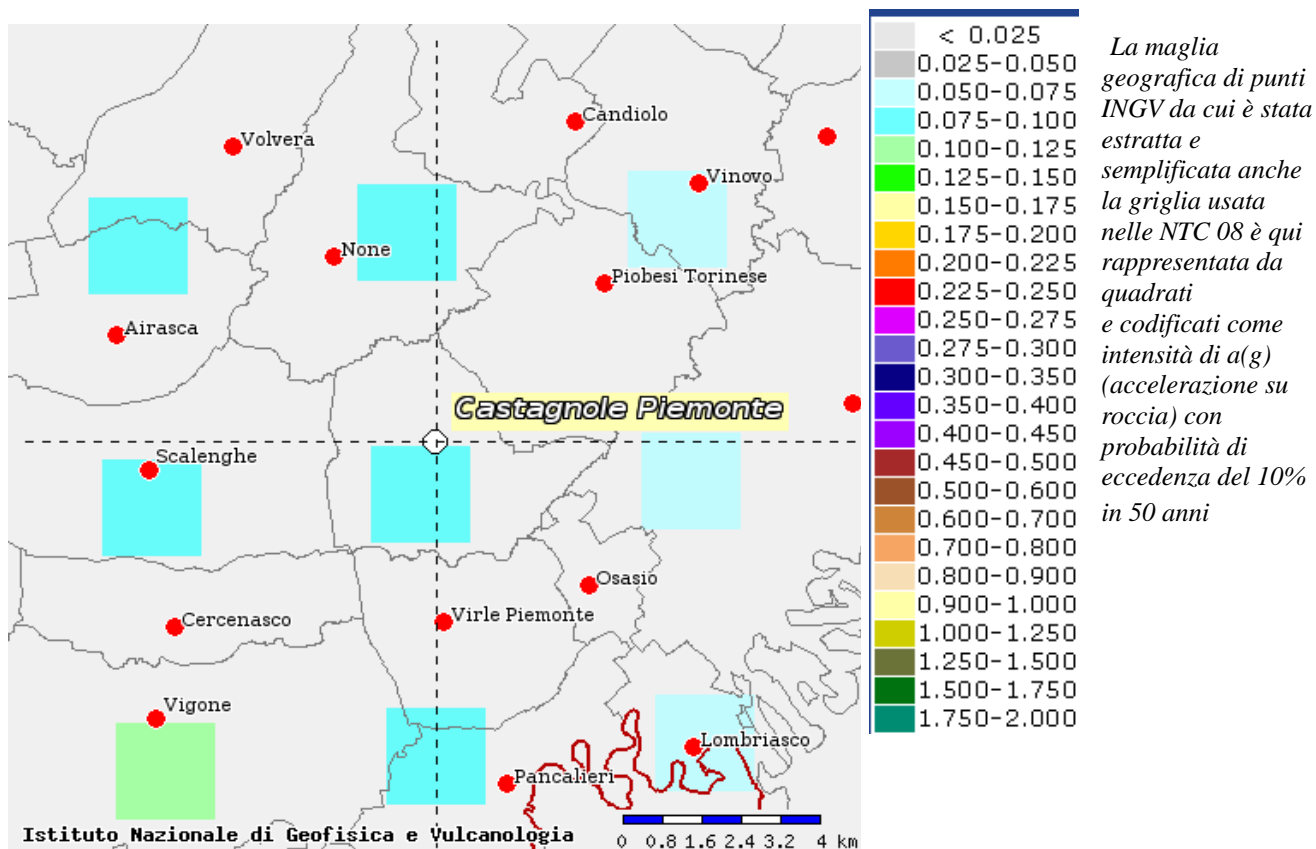 Candiolo
Volvera
Vinovo
None
Piobesi Torinese
Airasca
Castagnole Piemonte
Scalenghe
Osasio
Virle Piemonte
Cercenasco
Vigone
Lombriasco
Pancalieri
Istituto Nazionale di Geofisica e Vulcanologia
0 0.8 1.6 2.4 3.2 4 km
< 0.025
0.025-0.050
0.050-0.075
0.075-0.100
0.100-0.125
0.125-0.150
0.150-0.175
0.175-0.200
0.200-0.225
0.225-0.250
0.250-0.275
0.275-0.300
0.300-0.350
0.350-0.400
0.400-0.450
0.450-0.500
0.500-0.600
0.600-0.700
0.700-0.800
0.800-0.900
0.900-1.000
1.000-1.250
1.250-1.500
1.500-1.750
1.750-2.000
La maglia
geografica di punti
INGV da cui è stata
estratta e
semplificata anche
la griglia usata
nelle NTC 08 è qui
rappresentata da
quadrati
e codificati come
intensità di a(g)
(accelerazione su
roccia) con
probabilità di
eccedenza del 10%
in 50 anni